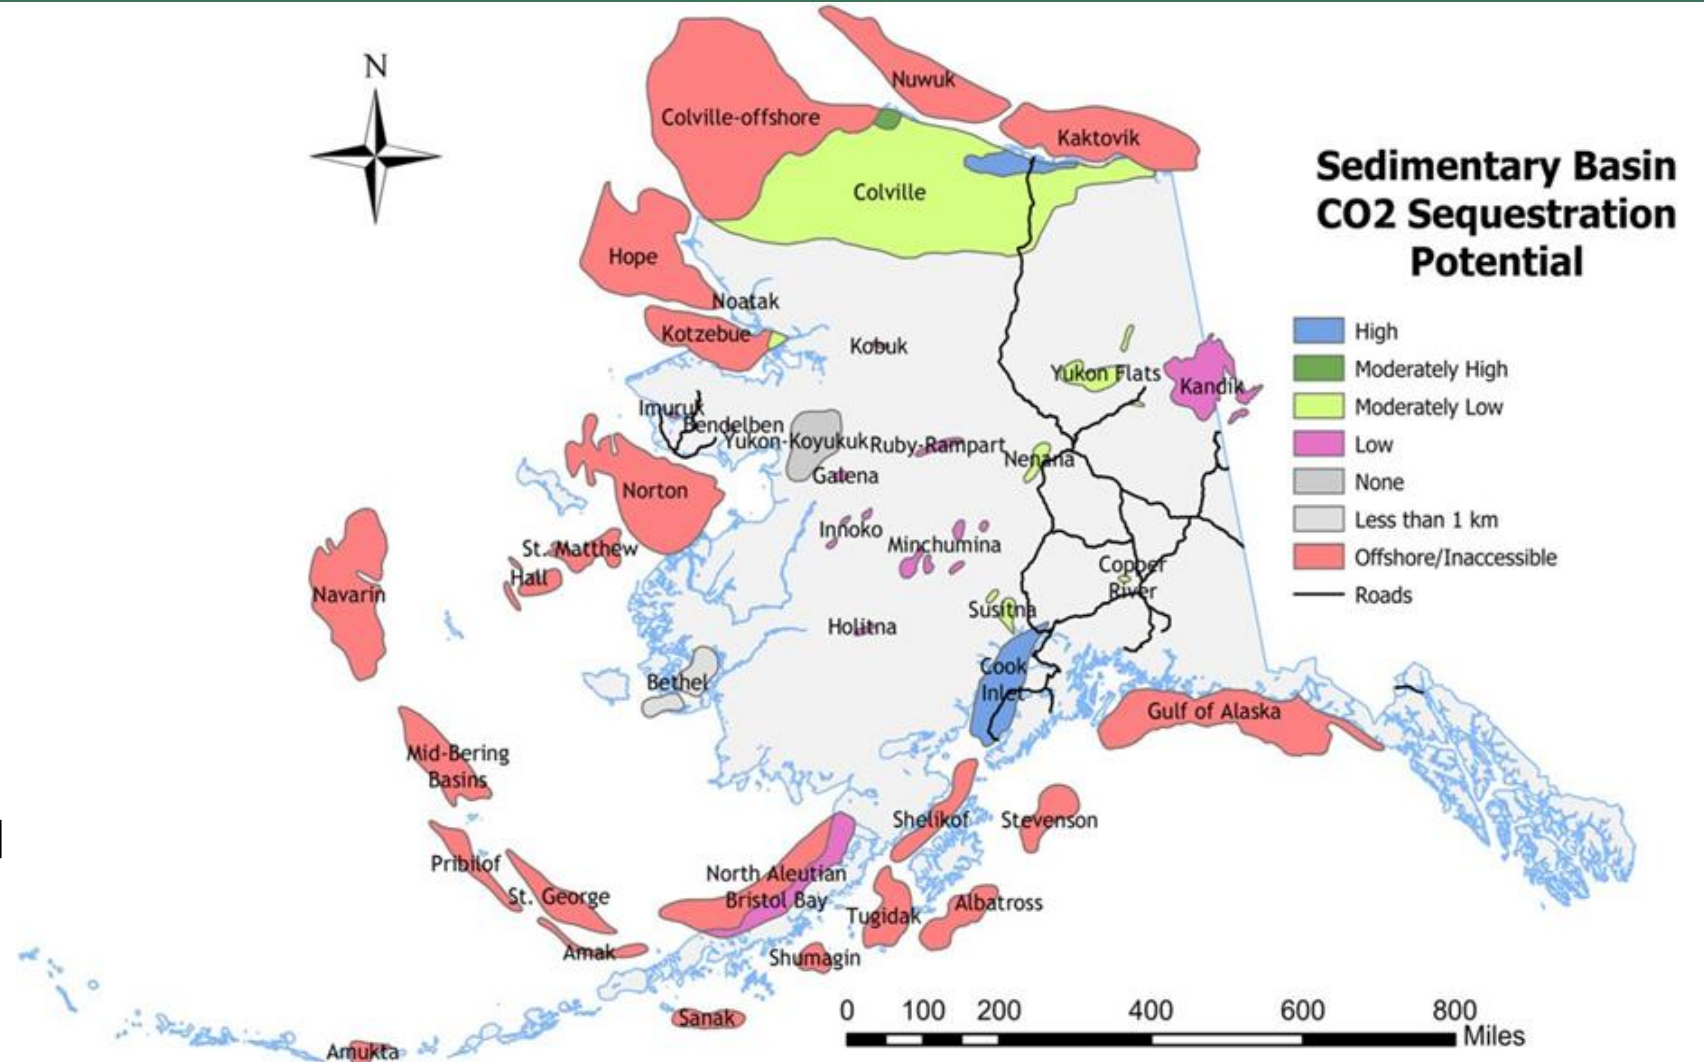 N
Nuwuk
Colville-offshore
Kaktovik
Colville
Sedimentary Basin
CO2 Sequestration
Potential
Hope
Noatak
Kotzebue
Kobuk
Yukon Flats
Kandik
Imuruk
Bendelben
Yukon-Koyukuk
Ruby-Rampart
Nenana
Galena
Norton
Innoko
Minchumina
St. Matthew
Hall
Navarin
Copper
River
Susitna
Holitna
Cook
Inlet
Bethel
Gulf of Alaska
High
Moderately High
Moderately Low
Low
None
Less than 1 km
Offshore/Inaccessible
Roads
Mid-Bering
Basins
Shelikof
Stevenson
Pribilof
St. George
North Aleutian
Bristol Bay
Tugidak
Albatross
Amak
Shumagin
Sanak
Amukta
0 100 200 400 600 800
Miles